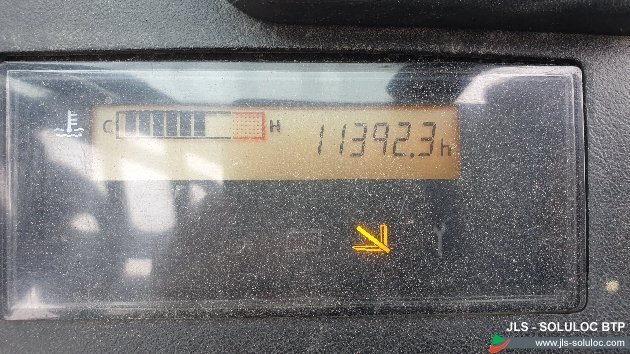 C H 11392.3h
JLS - SOLULOC BTP
www.jls-soluloc.com